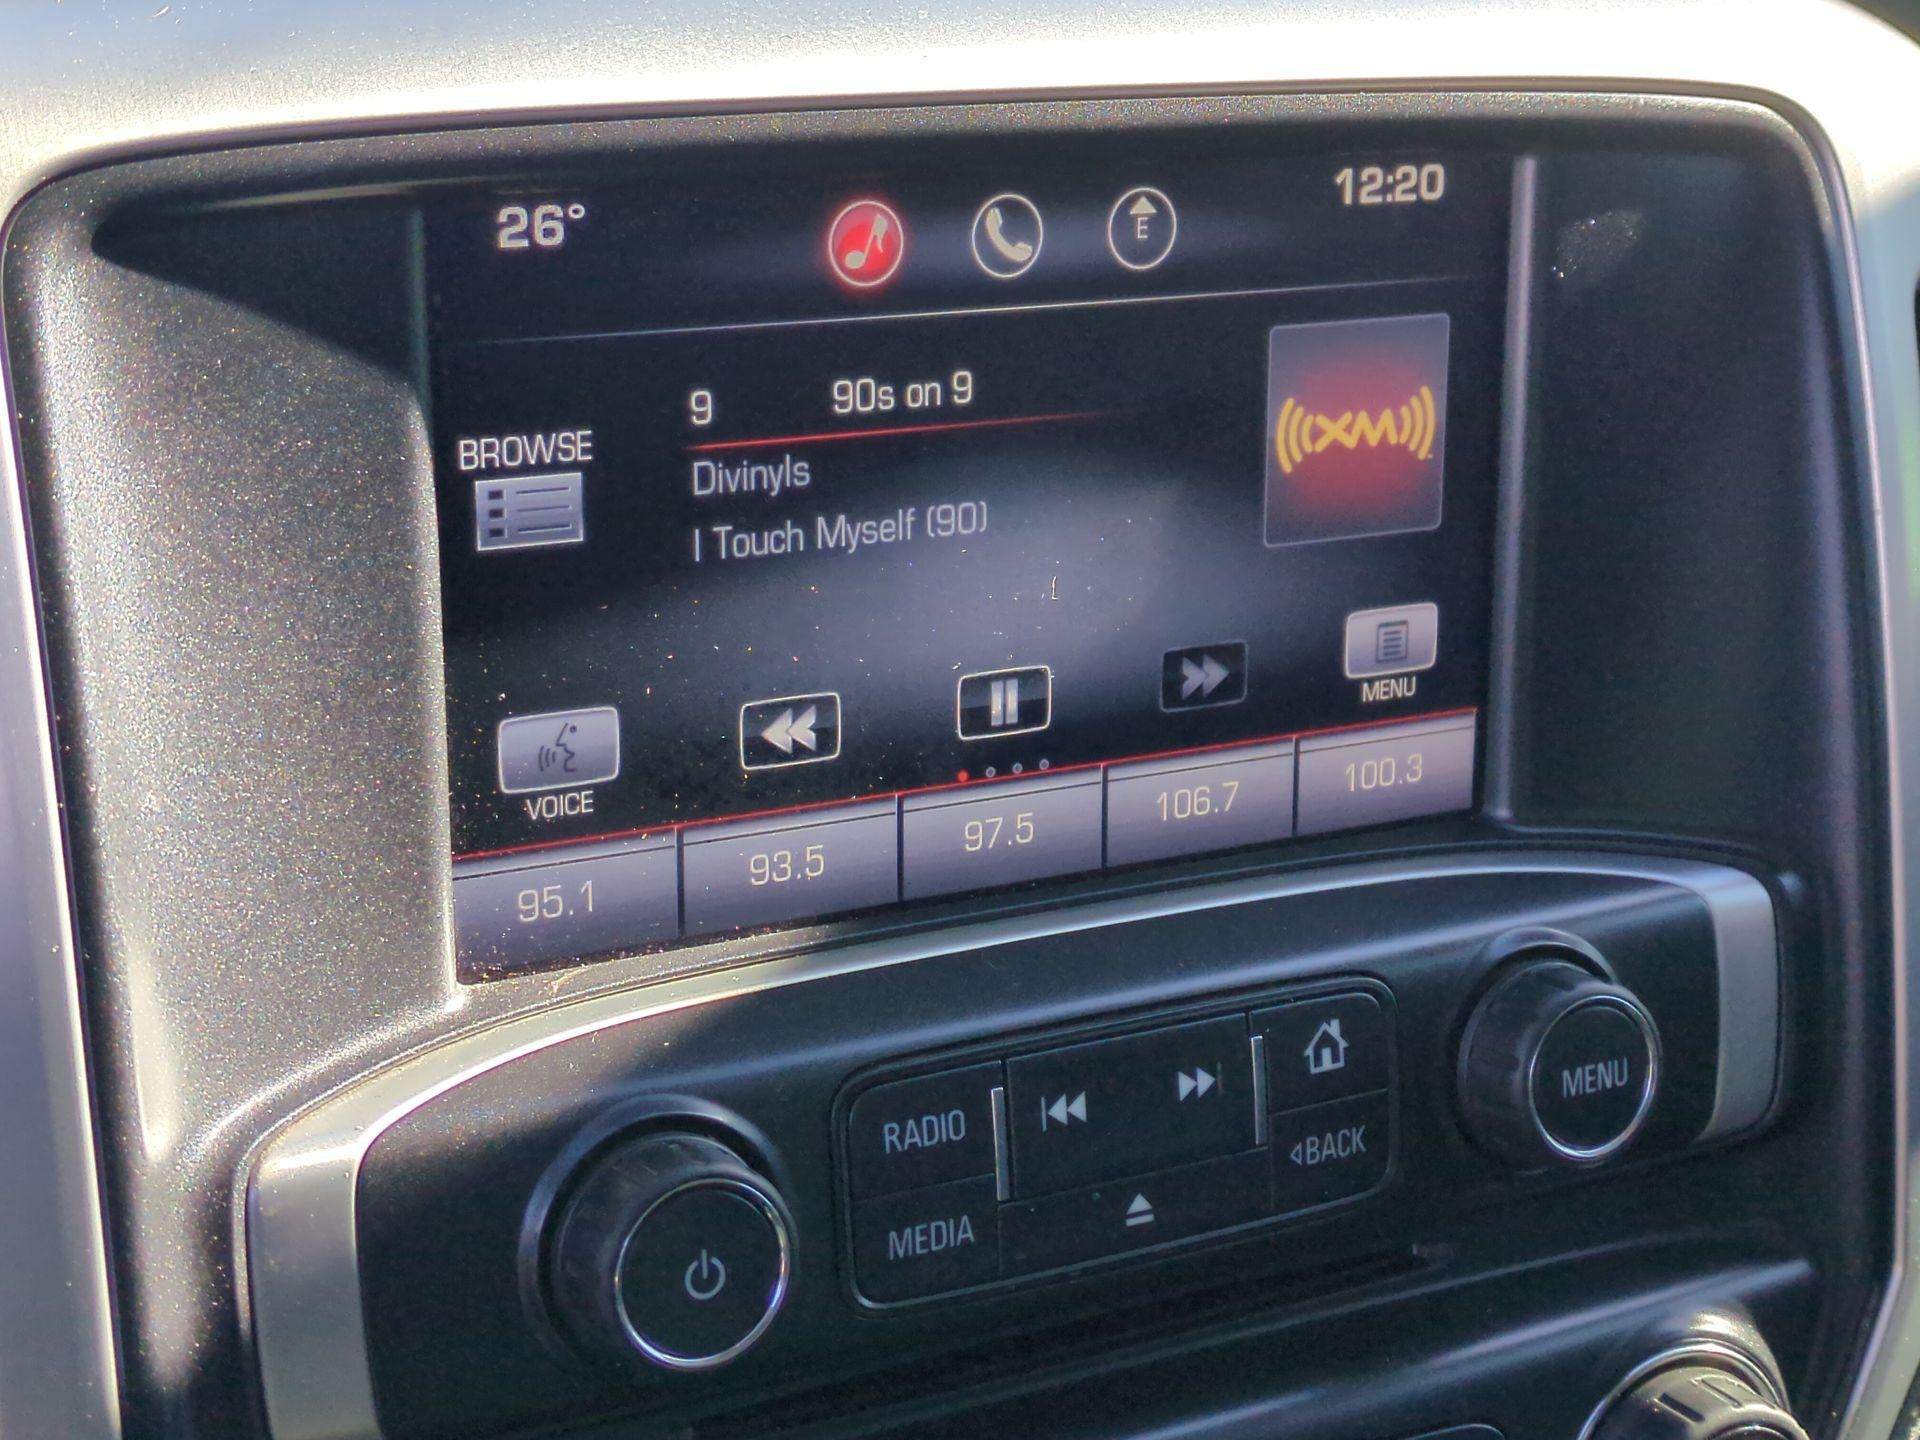 26°
E
12:20
9 90s on 9
BROWSE
Divinyls
I Touch Myself (90)
((( XM )))
VOICE
MENU
95.1 93.5 97.5 106.7 100.3
RADIO
MEDIA
◁BACK
MENU